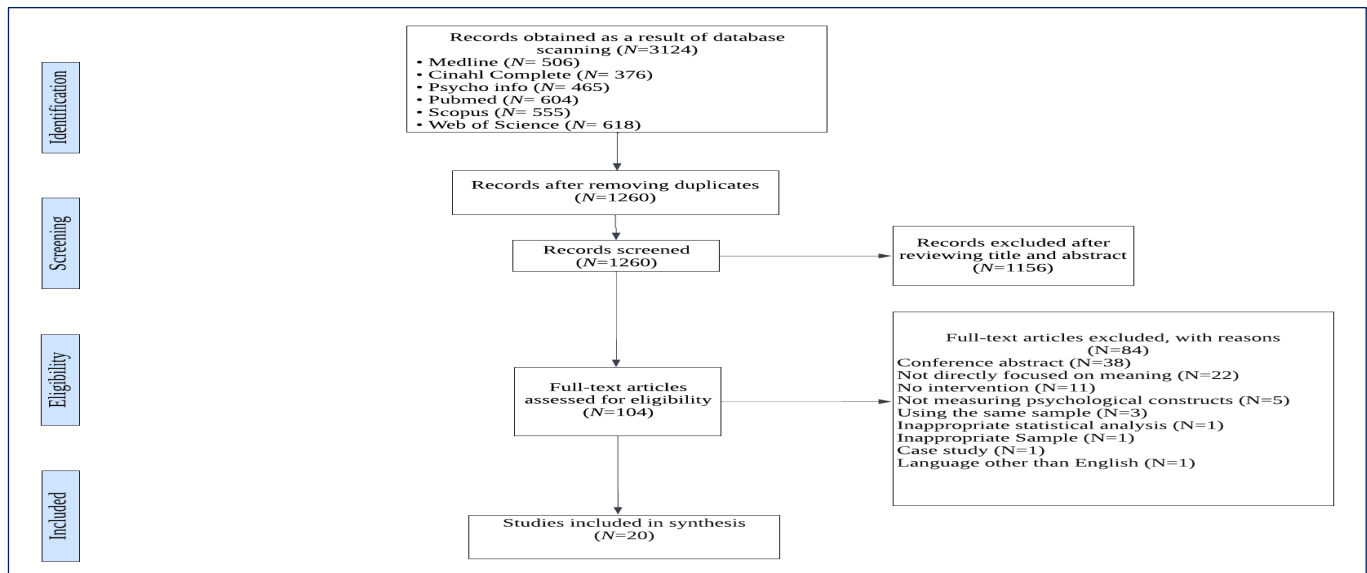 Identification
Records obtained as a result of database
scanning (N=3124)
• Medline (N= 506)
• Cinahl Complete (N= 376)
• Psycho info (N= 465)
• Pubmed (N= 604)
• Scopus (N= 555)
• Web of Science (N= 618)
Screening
Records after removing duplicates
(N=1260)
Records screened
(N=1260)
Records excluded after
reviewing title and abstract
(N=1156)
Eligibility
Full-text articles
assessed for eligibility
(N=104)
Full-text articles excluded, with reasons
(N=84)
Conference abstract (N=38)
Not directly focused on meaning (N=22)
No intervention (N=11)
Not measuring psychological constructs (N=5)
Using the same sample (N=3)
Inappropriate statistical analysis (N=1)
Inappropriate Sample (N=1)
Case study (N=1)
Language other than English (N=1)
Included
Studies included in synthesis
(N=20)